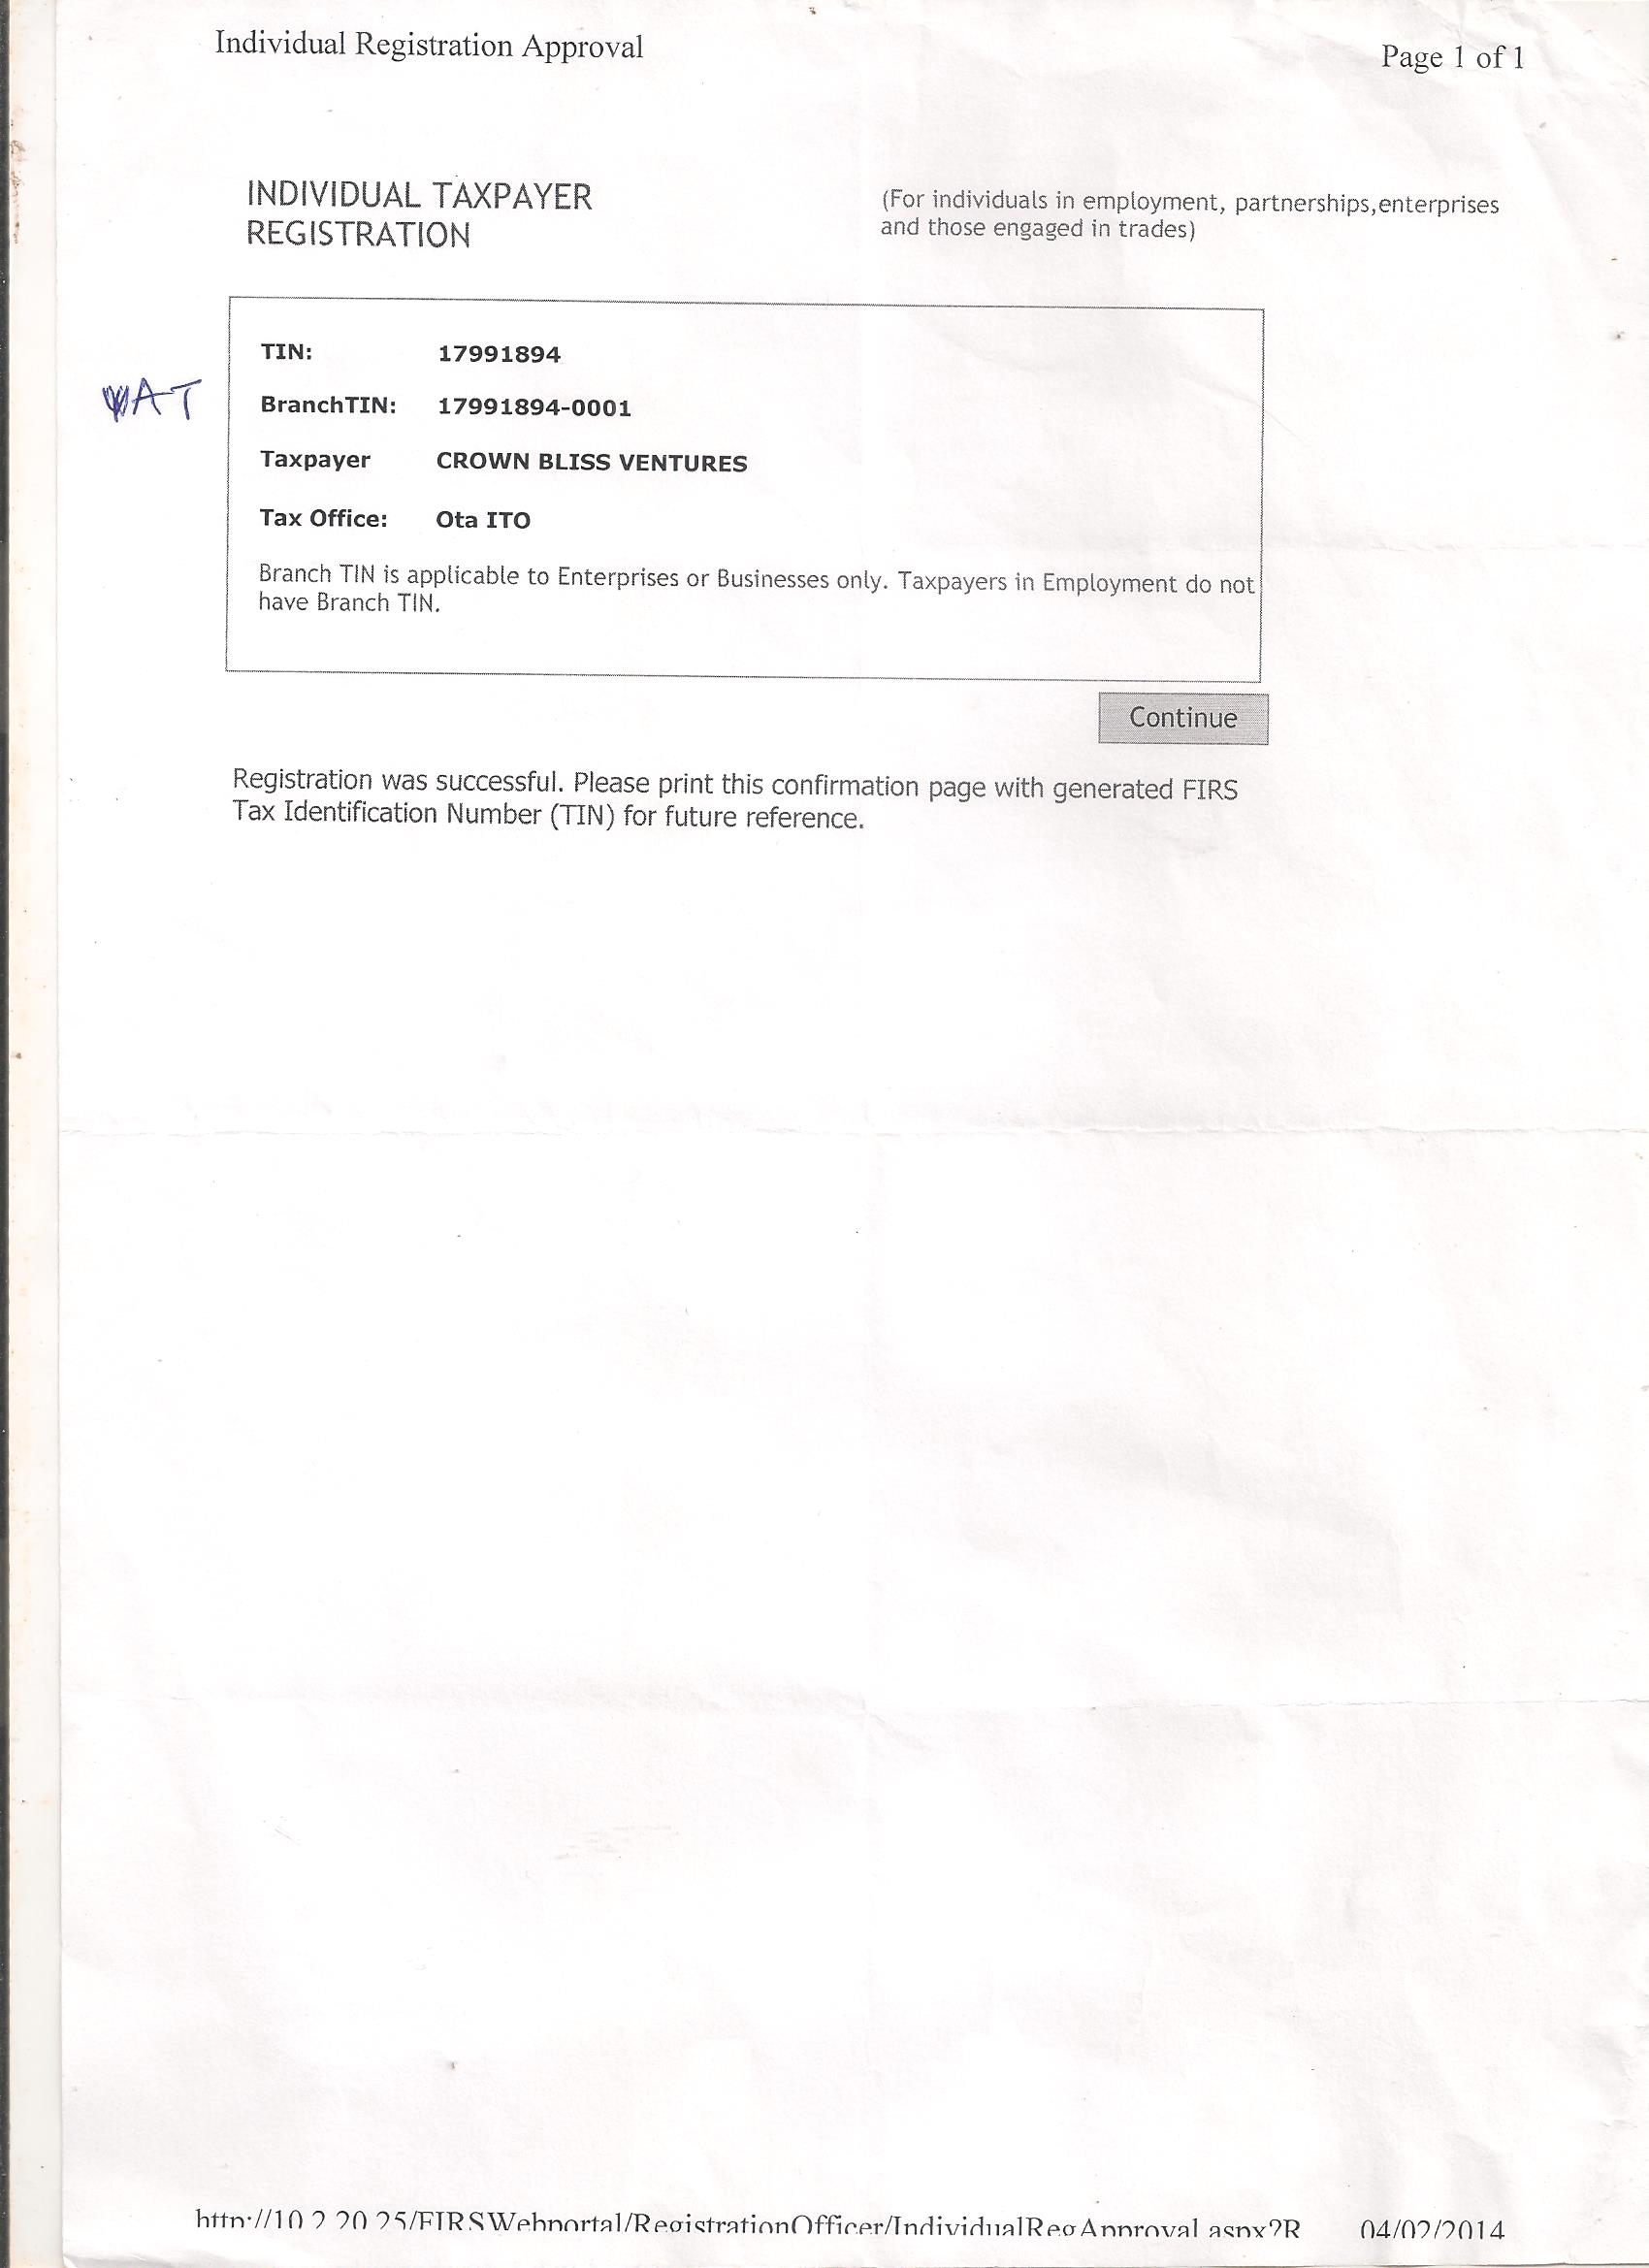 Individual Registration Approval
Page 1 of 1
INDIVIDUAL TAXPAYER
REGISTRATION
(For individuals in employment, partnerships,enterprises
and those engaged in trades)
TIN: 17991894
VAT
BranchTIN: 17991894-0001
Taxpayer CROWN BLISS VENTURES
Tax Office: Ota ITO
Branch TIN is applicable to Enterprises or Businesses only. Taxpayers in Employment do not
have Branch TIN.
Continue
Registration was successful. Please print this confirmation page with generated FIRS
Tax Identification Number (TIN) for future reference.
http://10.2.20.25/FIRSWebportal/RegistrationOfficer/IndividualRegApproval.aspx?R 04/02/2014